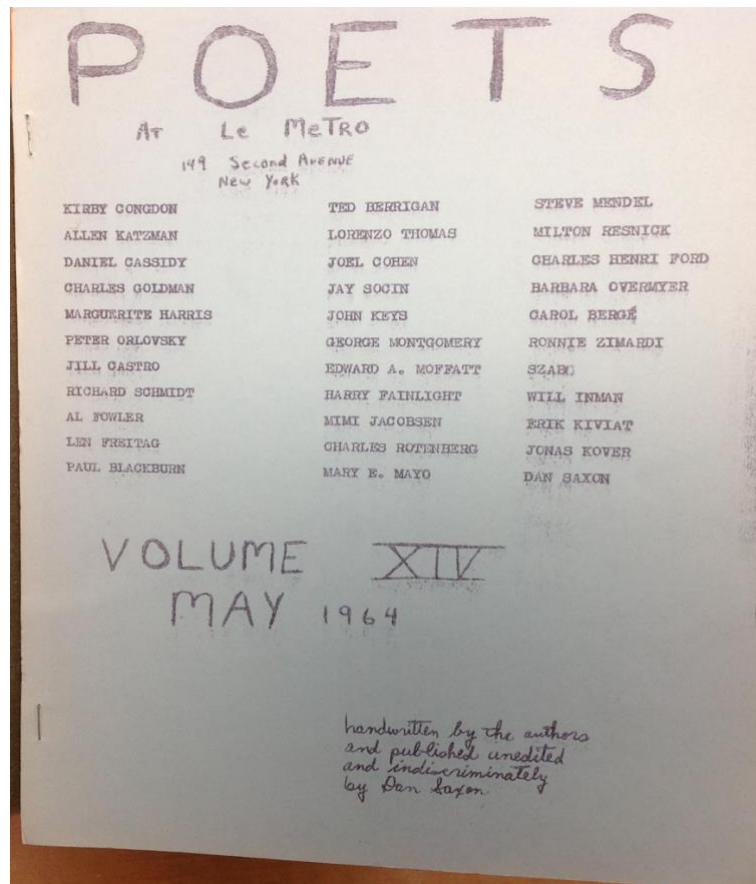 POETS
AT Le MeTRO
149 Second Avenue
New York
KIRBY CONGDON
ALLEN KATZMAN
DANIEL CASSIDY
CHARLES GOLDMAN
MARGUERITE HARRIS
PETER ORLOVSKY
JILL CASTRO
RICHARD SCHMIDT
AL FOWLER
LEN FREITAG
PAUL BLACKBURN
TED BERRIGAN
LORENZO THOMAS
JOEL COHEN
JAY SOCIN
JOHN KEYS
GEORGE MONTGOMERY
EDWARD A. MOFFATT
HARRY FAINLIGHT
MIMI JACOBSEN
CHARLES ROTENBERG
MARY E. MAYO
STEVE MENDEL
MILTON RESNICK
CHARLES HENRI FORD
BARBARA OVERMYER
CAROL BERGÉ
RONNIE ZIMARDI
SZABO
WILL INMAN
ERIK KIVIAT
JONAS KOVER
DAN SAXON
VOLUME XIV
MAY 1964
handwritten by the authors
and published unedited
and indiscriminately
by Dan Saxon